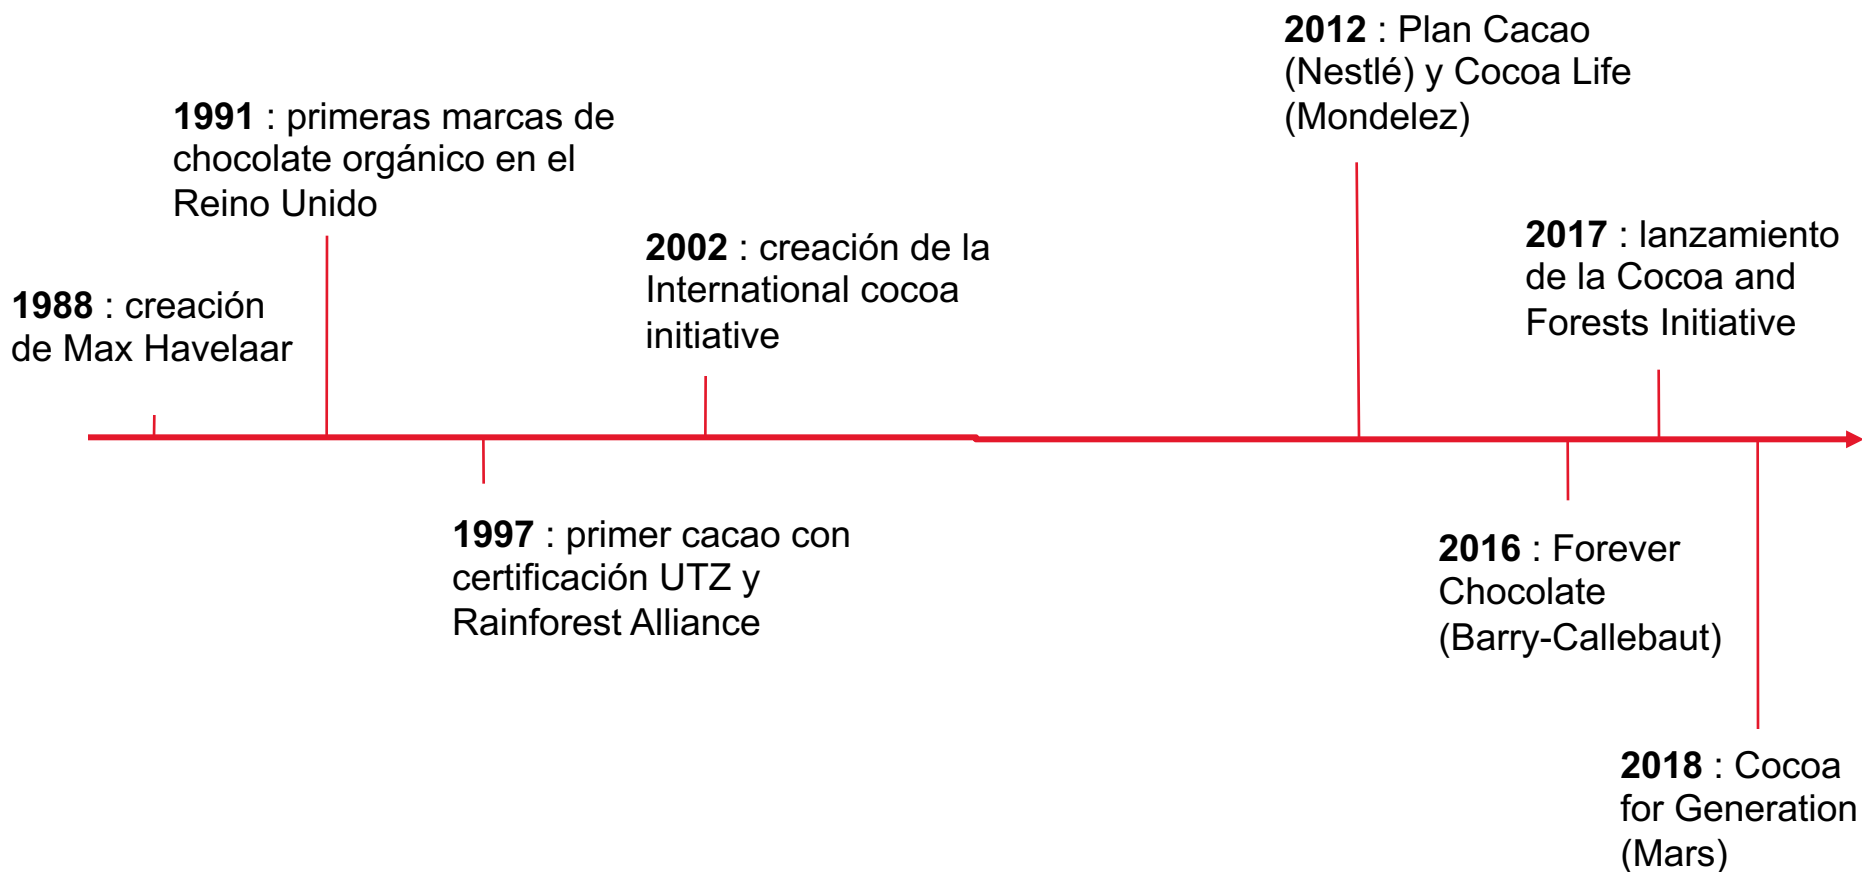 1988 : creación
de Max Havelaar
1991 : primeras marcas de
chocolate orgánico en el
Reino Unido
1997 : primer cacao con
certificación UTZ y
Rainforest Alliance
2002 : creación de la
International cocoa
initiative
2012 : Plan Cacao
(Nestlé) y Cocoa Life
(Mondelez)
2016 : Forever
Chocolate
(Barry-Callebaut)
2017 : lanzamiento
de la Cocoa and
Forests Initiative
2018 : Cocoa
for Generation
(Mars)